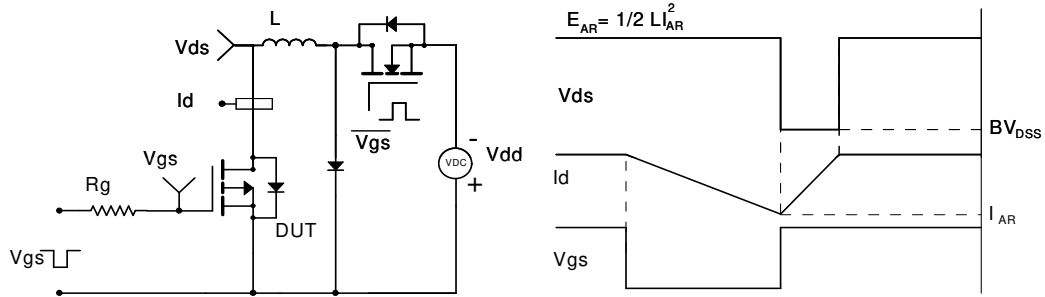 L
Vds
Id
Vgs
Vgs
VDC
-
+
Vdd
Rg
DUT
Vgs
E_AR= 1/2 LI_AR^2
Vds
BV_DSS
Id
I_AR
Vgs